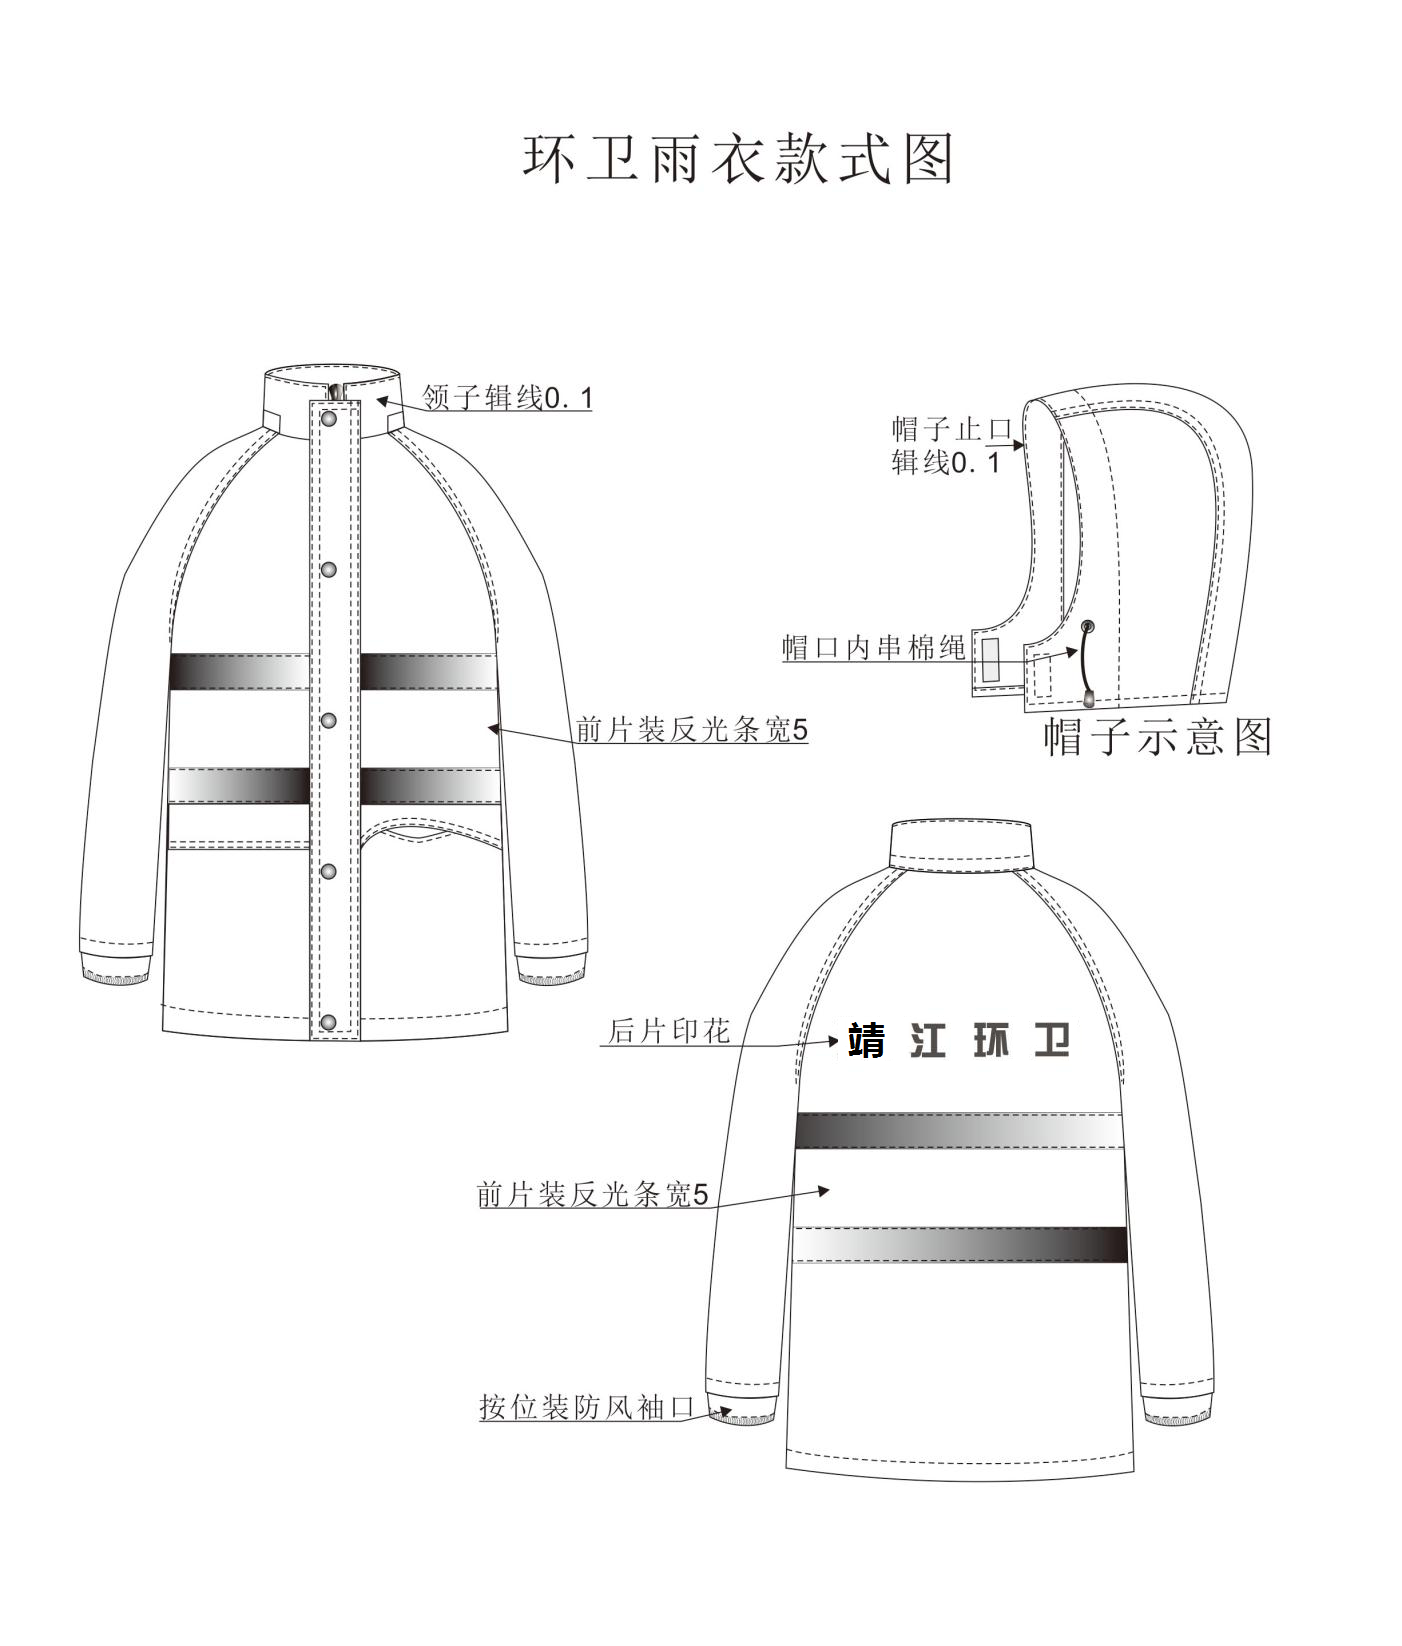 环卫雨衣款式图
领子辑线0.1
帽子止口
辑线0.1
帽口内串棉绳
前片装反光条宽5
帽子示意图
后片印花
靖江环卫
前片装反光条宽5
按位装防风袖口